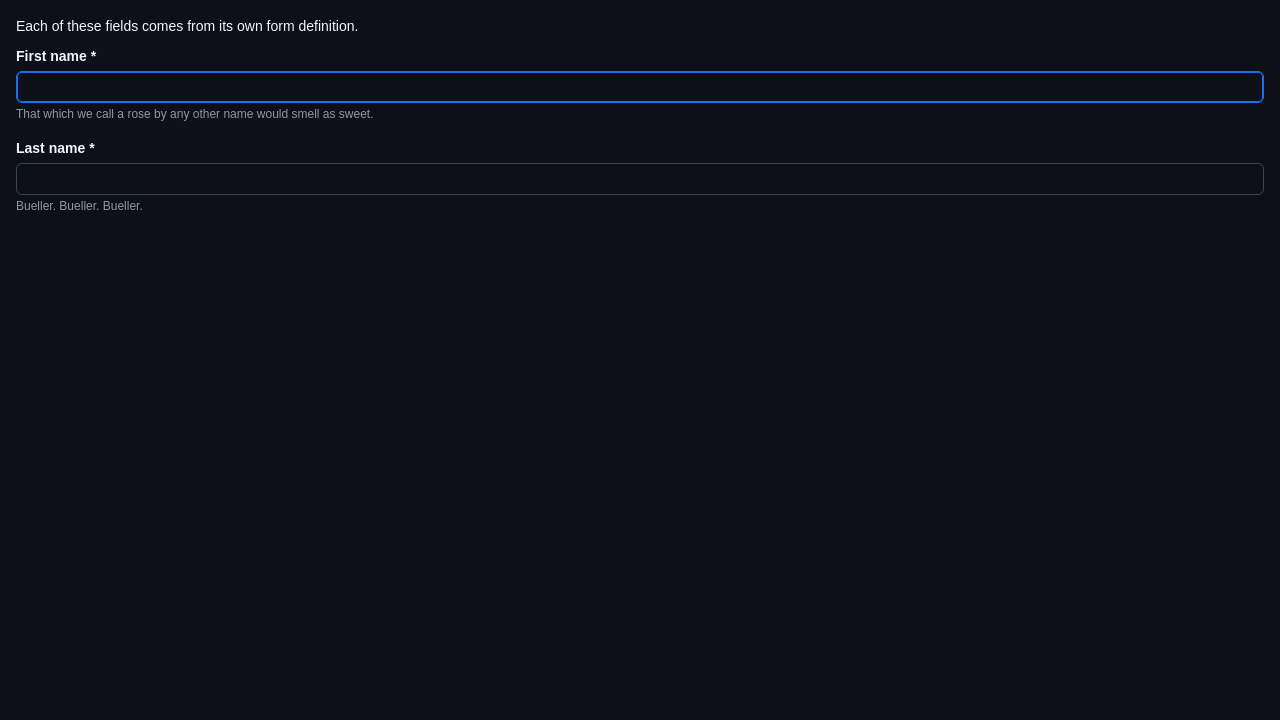 Each of these fields comes from its own form definition.
First name *
That which we call a rose by any other name would smell as sweet.
Last name *
Bueller. Bueller. Bueller.